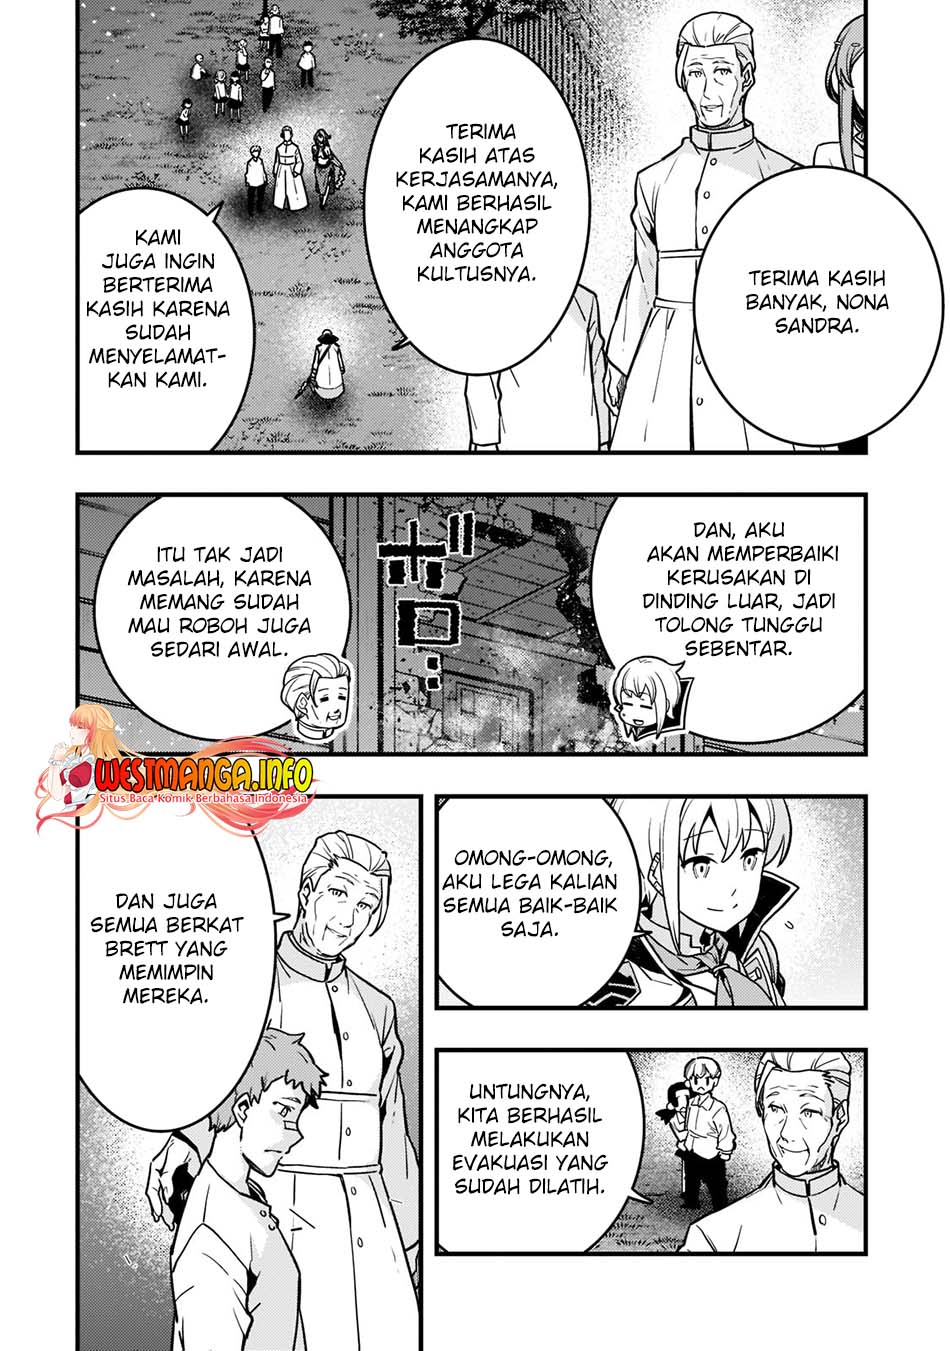 TERIMA KASIH
BANYAK, NONA
SANDRA.
TERIMA
KASIH ATAS
KERJASAMANYA,
KAMI BERHASIL
MENANGKAP
ANGGOTA
KULTUSNYA.
KAMI
JUGA INGIN
BERTERIMA
KASIH KARENA
SUDAH
MENYELAMAT-
KAN KAMI.
DAN, AKU
AKAN MEMPERBAIKI
KERUSAKAN DI
DINDING LUAR, JADI
TOLONG TUNGGU
SEBENTAR.
ボロ…
ITU TAK JADI
MASALAH, KARENA
MEMANG SUDAH
MAU ROBOH JUGA
SEDARI AWAL.
WESTMANGA.INFO
Situs Baca Komik Berbahasa Indonesia
OMONG-OMONG,
AKU LEGA KALIAN
SEMUA BAIK-BAIK
SAJA.
UNTUNGNYA,
KITA BERHASIL
MELAKUKAN
EVAKUASI YANG
SUDAH DILATIH.
DAN JUGA
SEMUA BERKAT
BRETT YANG
MEMIMPIN
MEREKA.